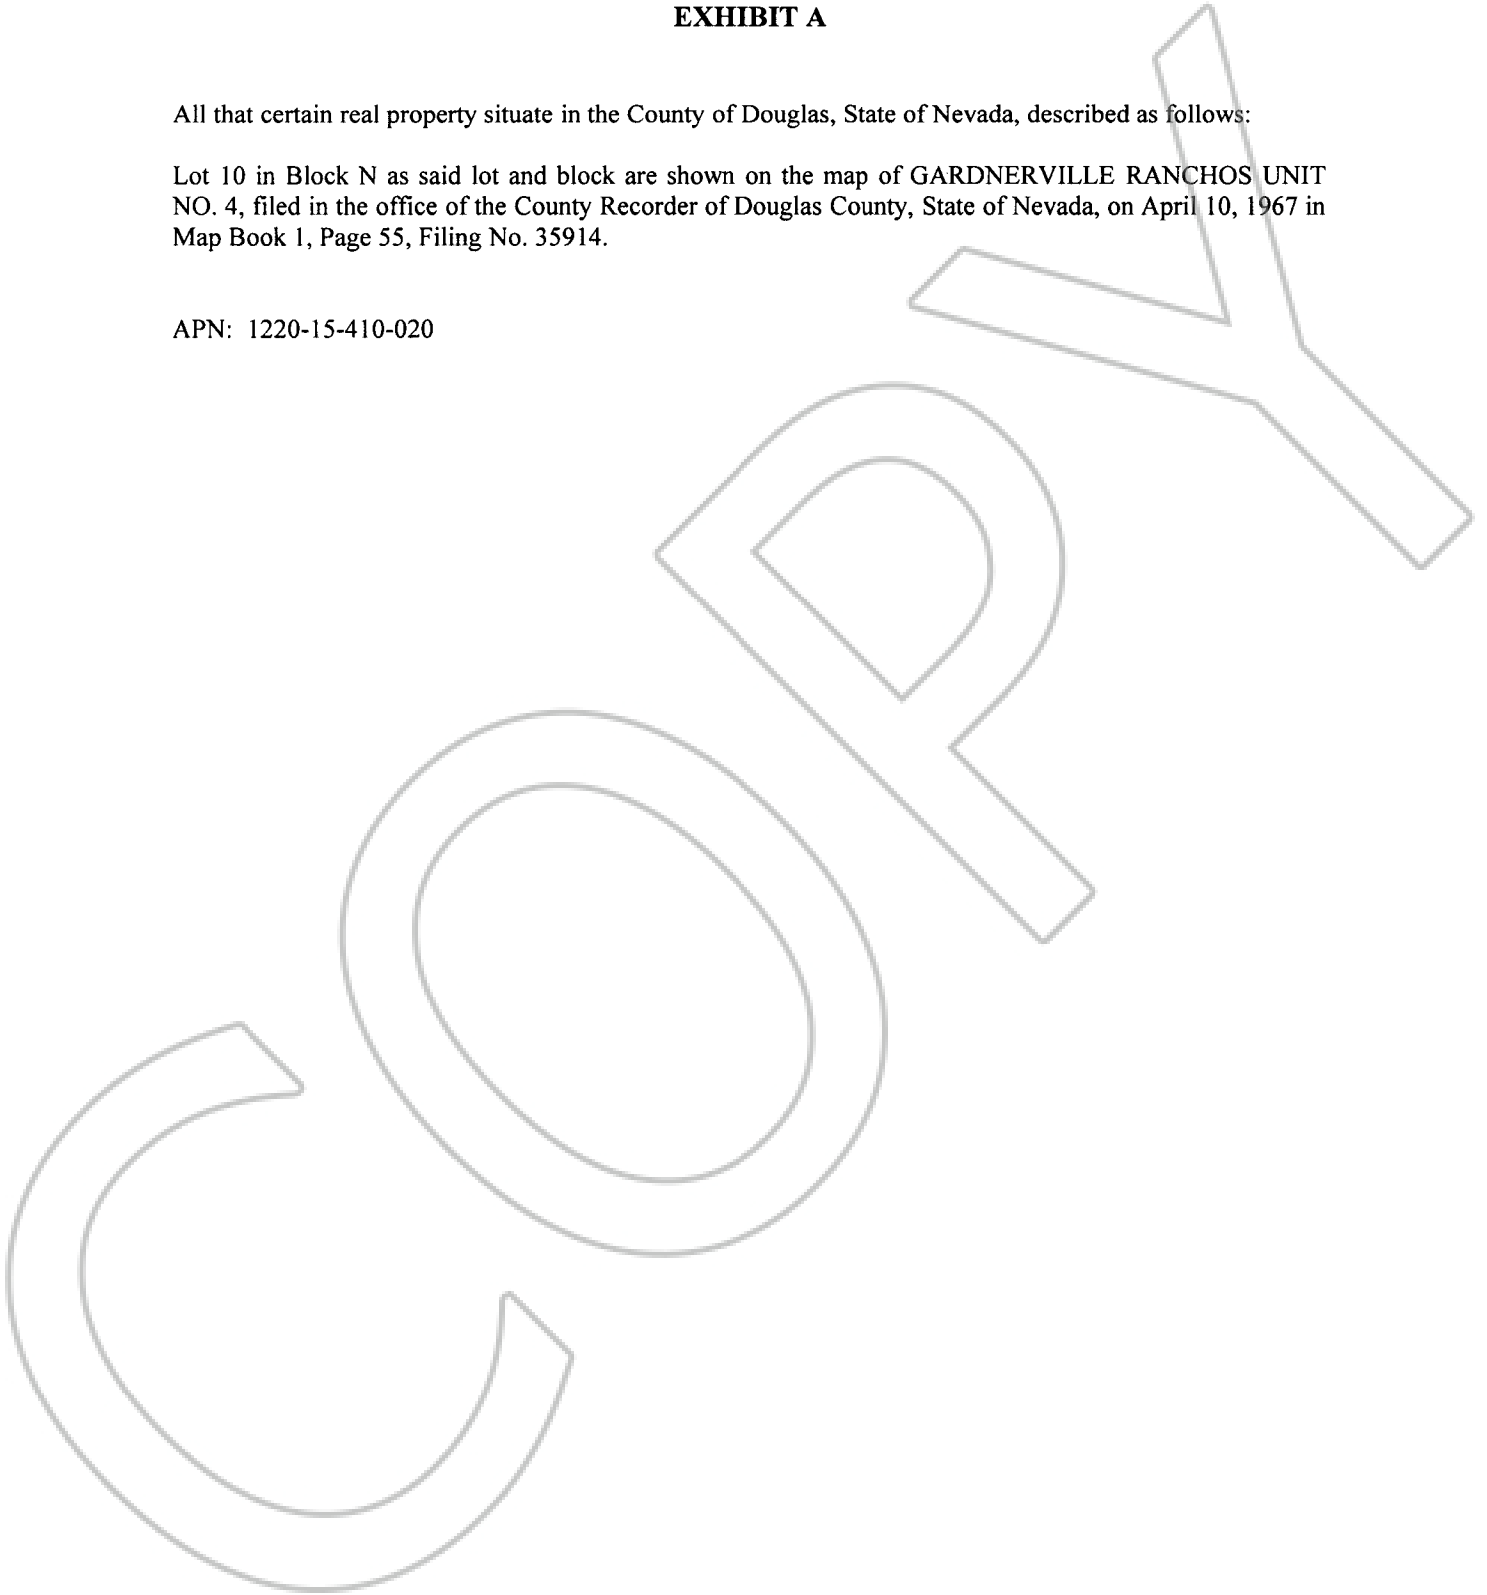 EXHIBIT A
All that certain real property situate in the County of Douglas, State of Nevada, described as follows:
Lot 10 in Block N as said lot and block are shown on the map of GARDNERVILLE RANCHOS UNIT
NO. 4, filed in the office of the County Recorder of Douglas County, State of Nevada, on April 10, 1967 in
Map Book 1, Page 55, Filing No. 35914.
APN: 1220-15-410-020
COPY